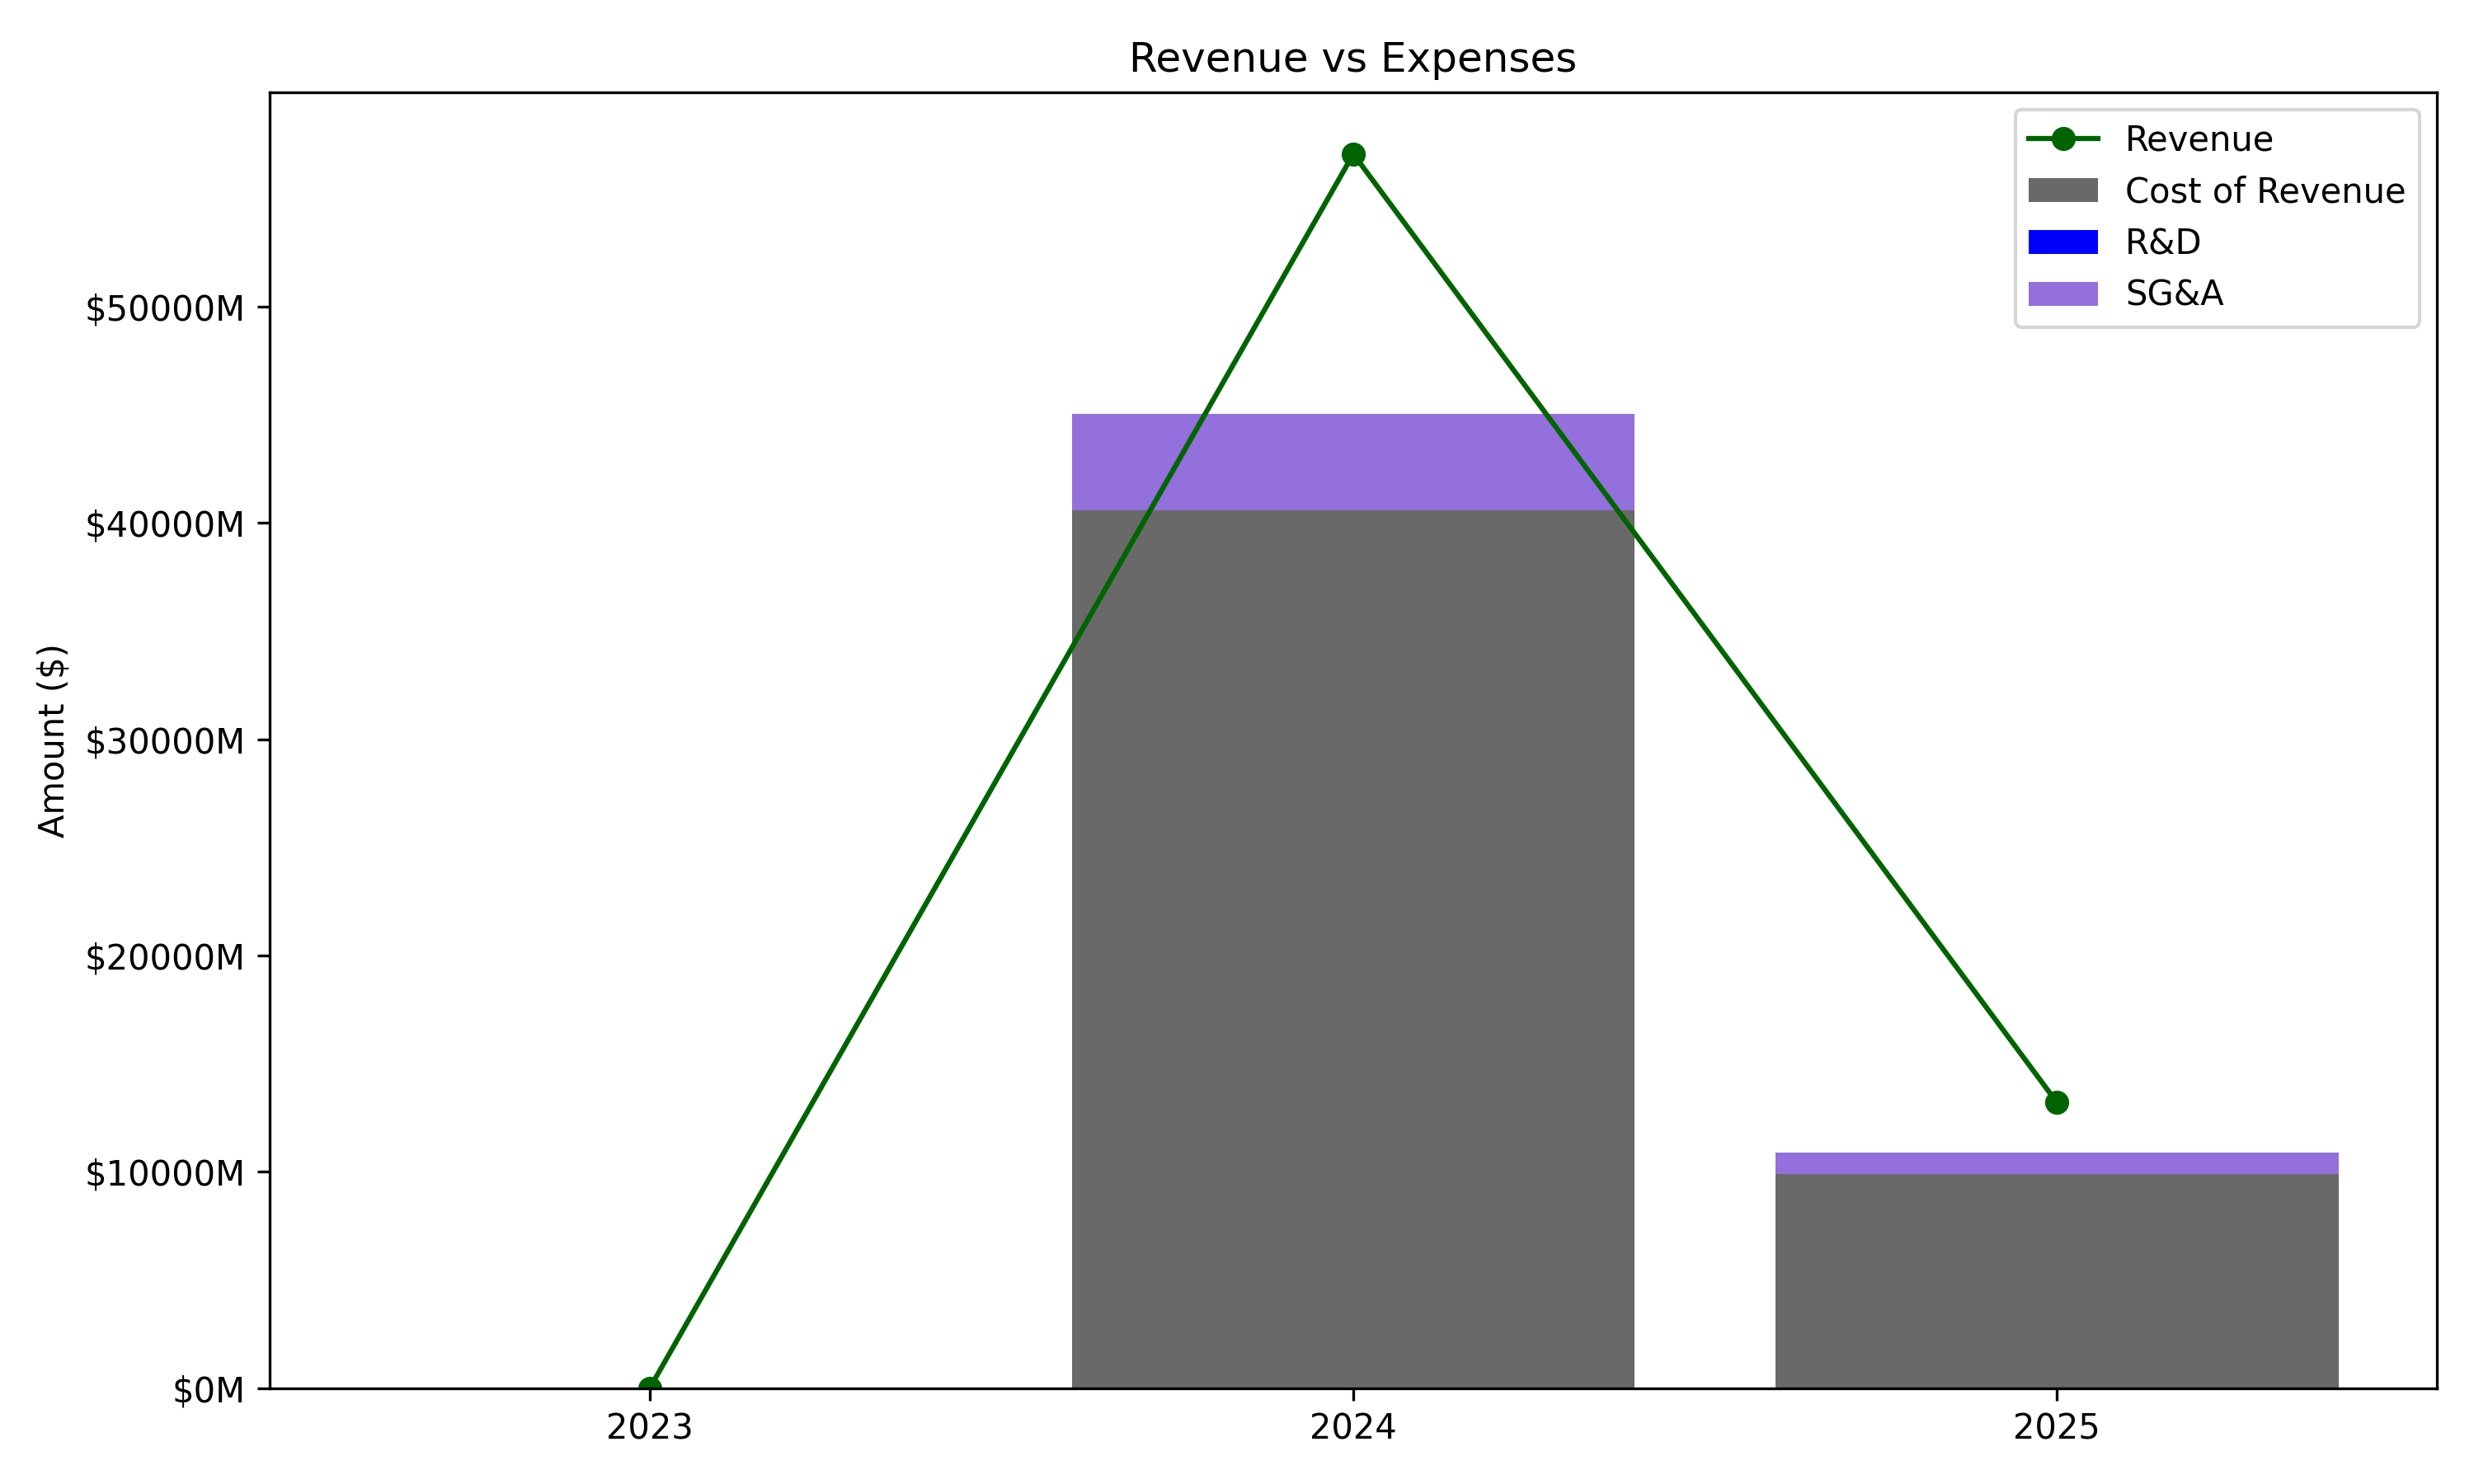 Revenue vs Expenses
Revenue
Cost of Revenue
R&D
SG&A
Amount ($)
$50000M
$40000M
$30000M
$20000M
$10000M
$0M
2023
2024
2025